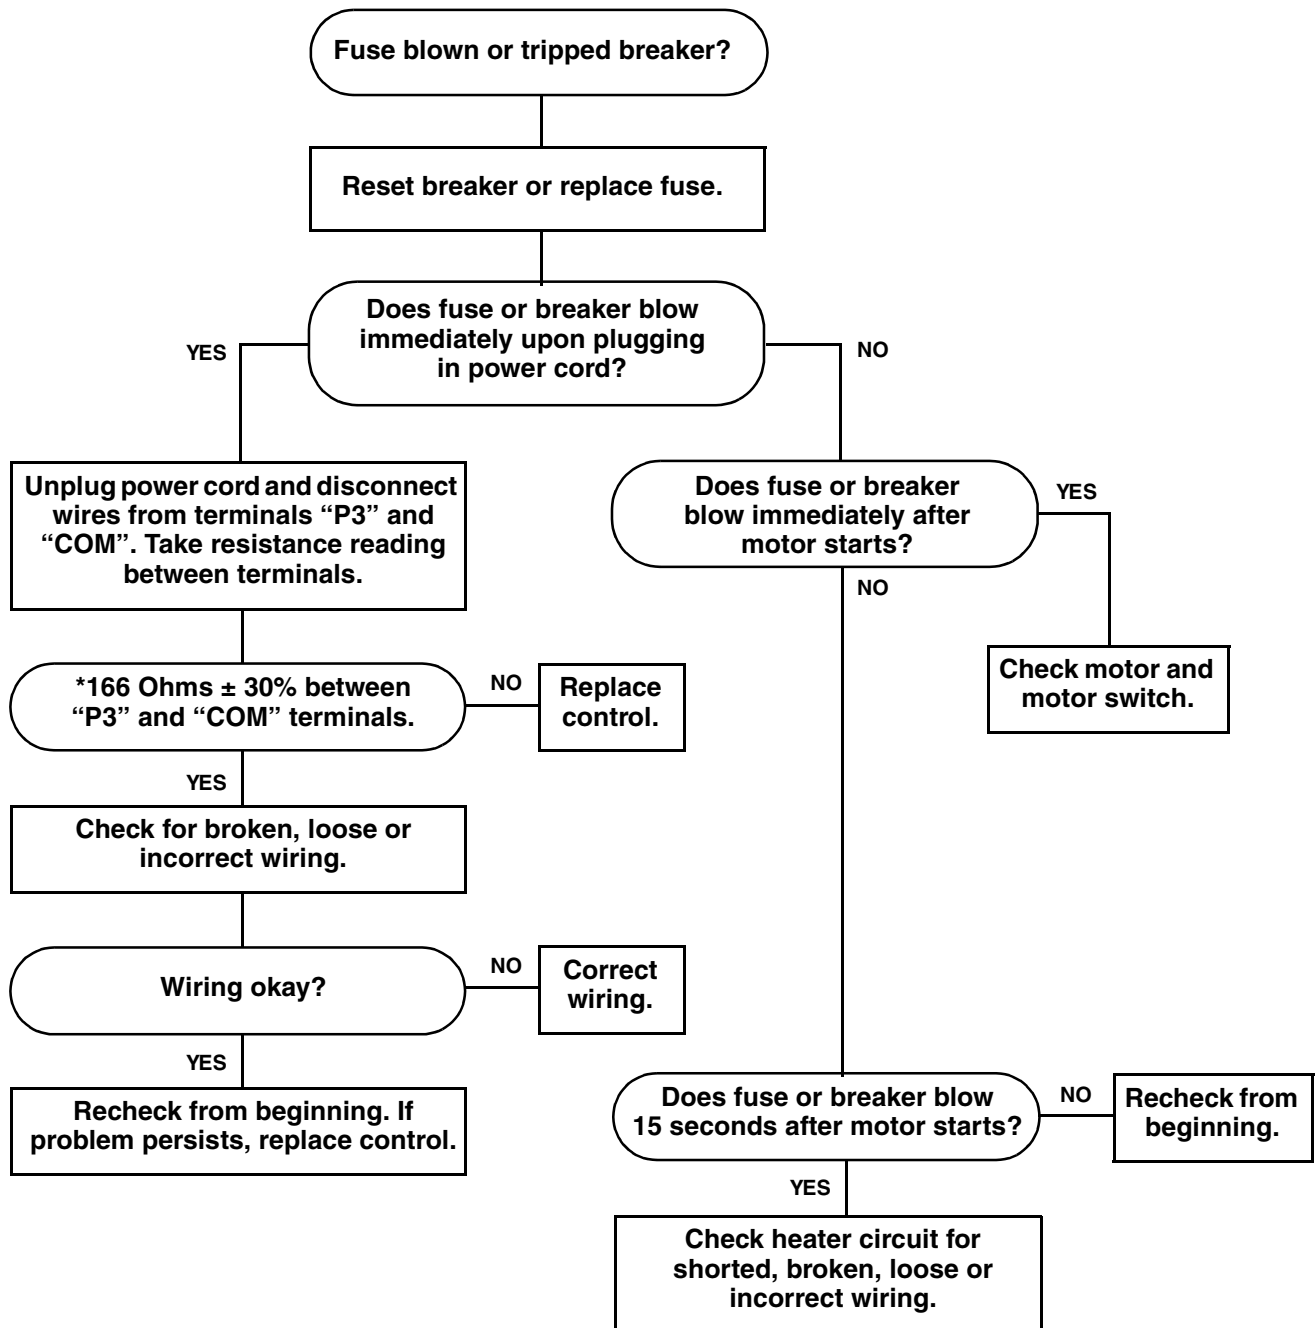 Fuse blown or tripped breaker?
Reset breaker or replace fuse.
Does fuse or breaker blow
immediately upon plugging
in power cord?
YES
NO
Unplug power cord and disconnect
wires from terminals “P3” and
“COM”. Take resistance reading
between terminals.
*166 Ohms ± 30% between
“P3” and “COM” terminals.
NO
Replace
control.
YES
Check for broken, loose or
incorrect wiring.
Wiring okay?
NO
Correct
wiring.
YES
Recheck from beginning. If
problem persists, replace control.
Does fuse or breaker
blow immediately after
motor starts?
YES
NO
Check motor and
motor switch.
Does fuse or breaker blow
15 seconds after motor starts?
NO
Recheck from
beginning.
YES
Check heater circuit for
shorted, broken, loose or
incorrect wiring.